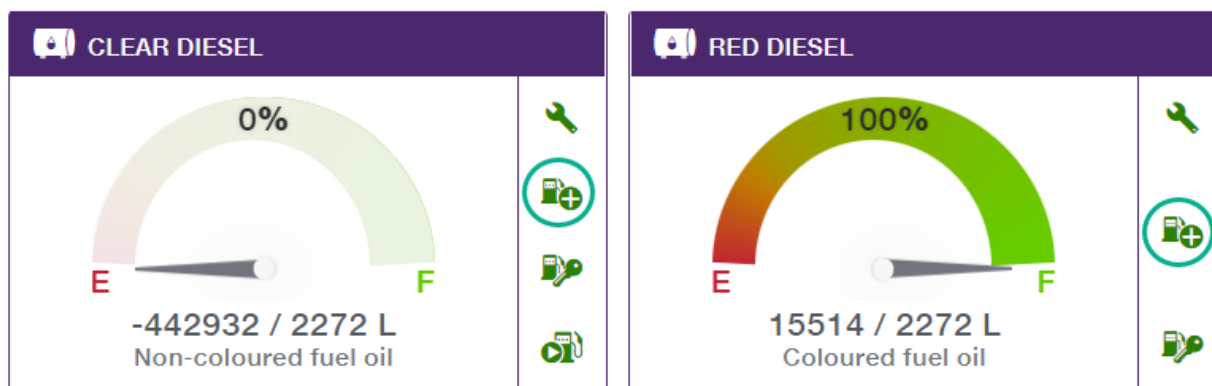 CLEAR DIESEL
0%
E
F
-442932 / 2272 L
Non-coloured fuel oil
RED DIESEL
100%
E
F
15514 / 2272 L
Coloured fuel oil